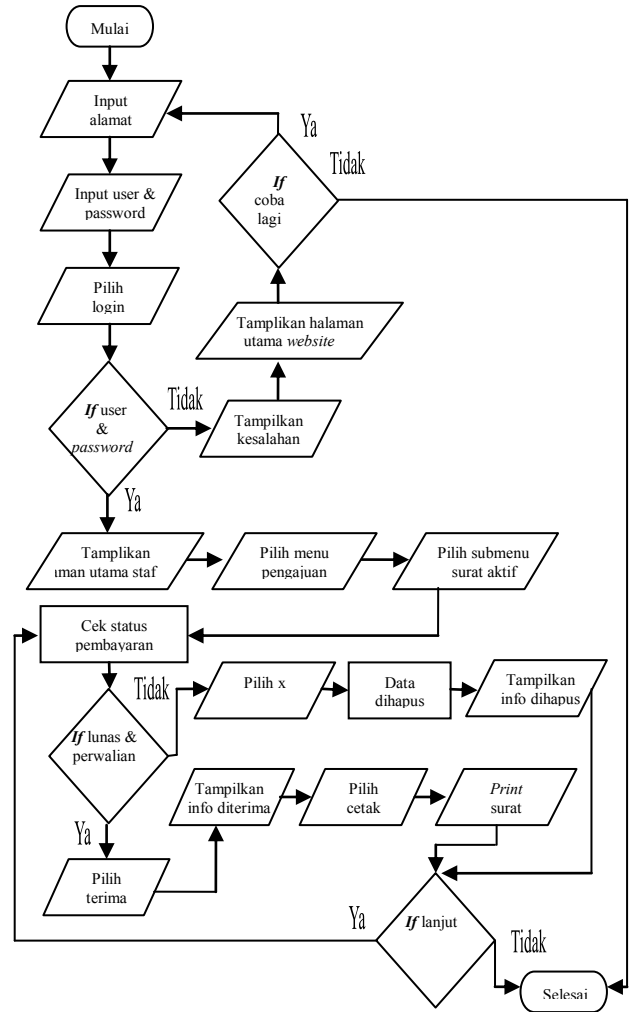 Mulai
Input
alamat
Input user &
password
Pilih
login
If user
&
password
Tidak
Tampilkan
kesalahan
Tamplikan halaman
utama website
If
coba
lagi
Ya
Tidak
Ya
Tamplikan
uman utama staf
Pilih menu
pengajuan
Pilih submenu
surat aktif
Cek status
pembayaran
Tidak
If lunas &
perwalian
Pilih x
Data
dihapus
Tampilkan
info dihapus
Ya
Pilih
terima
Tampilkan
info diterima
Pilih
cetak
Print
surat
If lanjut
Ya
Tidak
Selesai